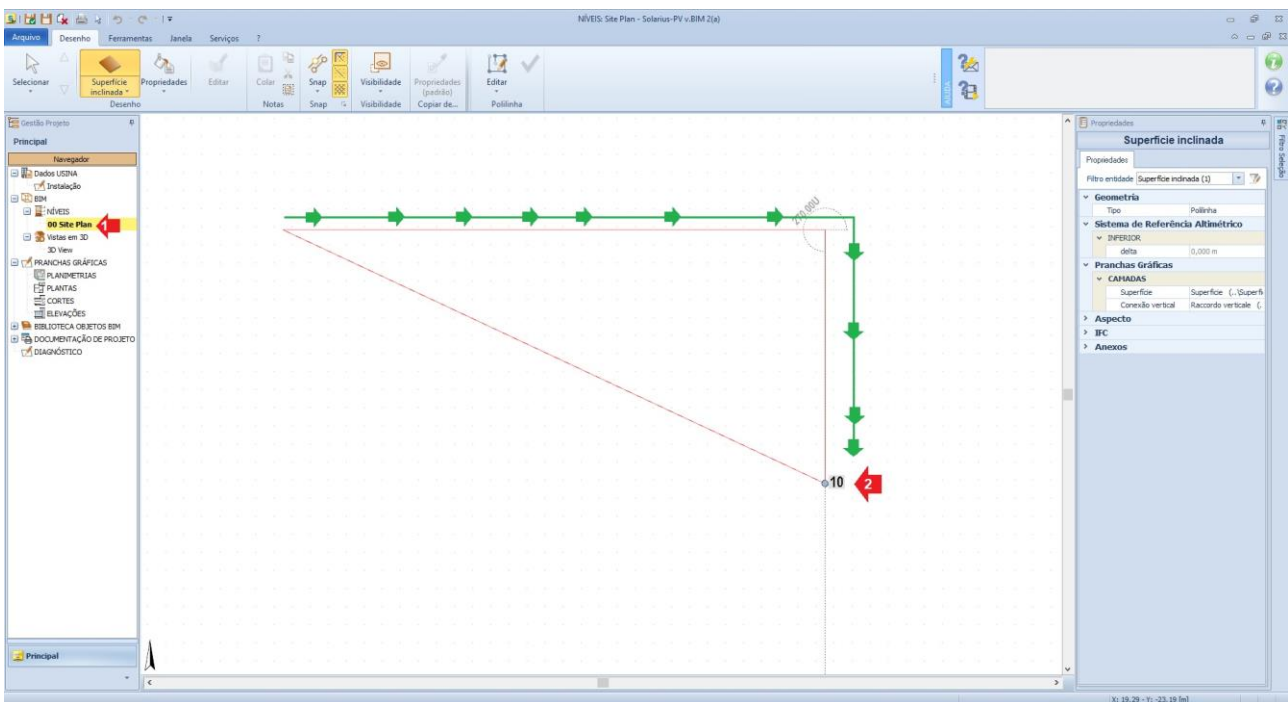 NÍVEIS: Site Plan - Solarius-PV v.BIM 2(a)
Arquivo Desenho Ferramentas Janela Serviços ?
Selecionar
Superfície inclinada
Propriedades
Editar
Colar
Snap
Visibilidade
Propriedades (padrão)
Editar
Desenho Notas Snap Visibilidade Copiar de... Polilinha
AJUDA
Gestão Projeto
Principal
Navegador
Dados USINA
Instalação
BIM
NÍVEIS
00 Site Plan
1
Vistas em 3D
3D View
PRANCHAS GRÁFICAS
PLANIMETRIAS
PLANTAS
CORTES
ELEVAÇÕES
BIBLIOTECA OBJETOS BIM
DOCUMENTAÇÃO DE PROJETO
DIAGNÓSTICO
Principal
270.00U
10
2
Propriedades
Superfície inclinada
Propriedades
Filtro entidade Superfície inclinada (1)
Geometria
Tipo Polilinha
Sistema de Referência Altimétrico
INFERIOR
delta 0,000 m
Pranchas Gráficas
CAMADAS
Superfície Superfície (..\Superfi
Conexão vertical Raccordo verticale (.
Aspecto
IFC
Anexos
Filtro Seleção
X: 19.29 - Y: -23.19 [m]